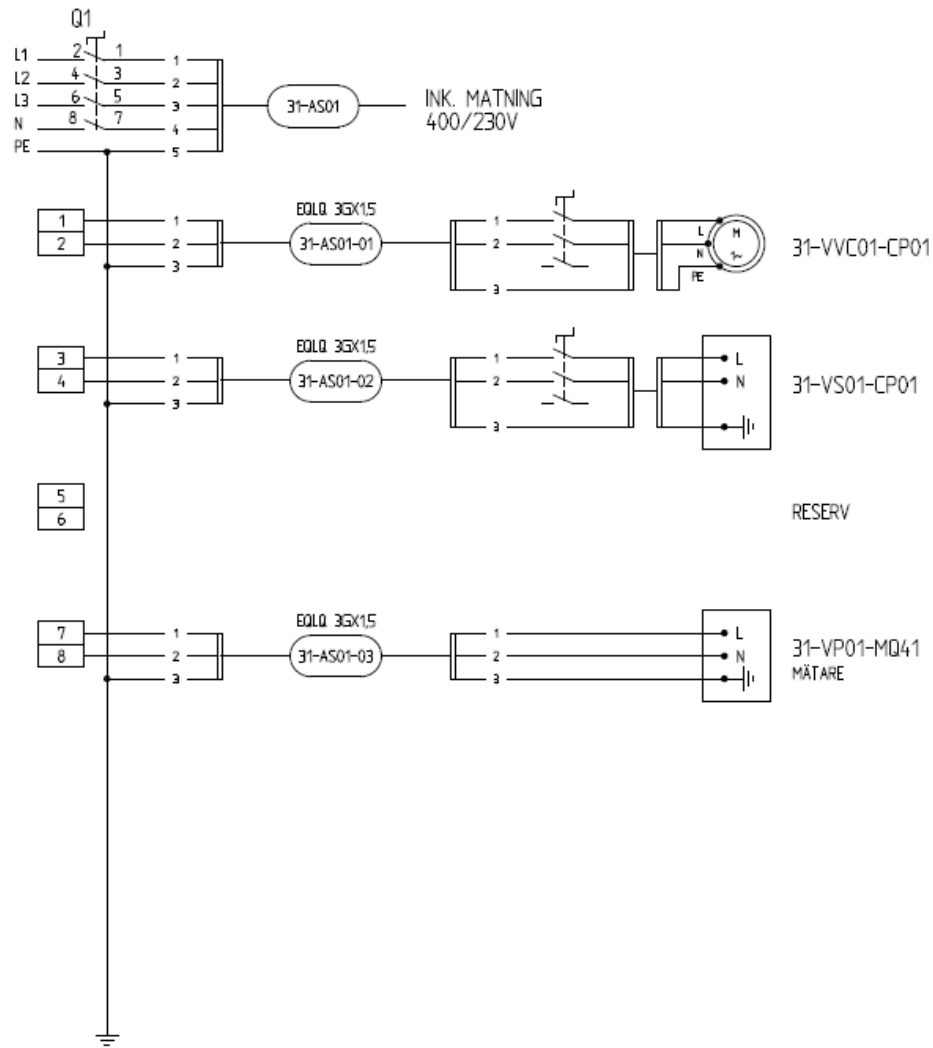 Q1
L1 2 1 1
L2 4 3 2
L3 6 5 3
N 8 7 4
PE 5
31-AS01
INK. MATNING
400/230V
EQLQ 3GX1,5
1 1 1 L M
2 2 31-AS01-01 2 N 1~ 31-VVC01-CP01
3 3 PE
EQLQ 3GX1,5
3 1 1 L
4 2 31-AS01-02 2 N 31-VS01-CP01
3 3
5
6
RESERV
EQLQ 3GX1,5
7 1 1 L
8 2 31-AS01-03 2 N 31-VP01-MQ41
3 3 MÄTARE